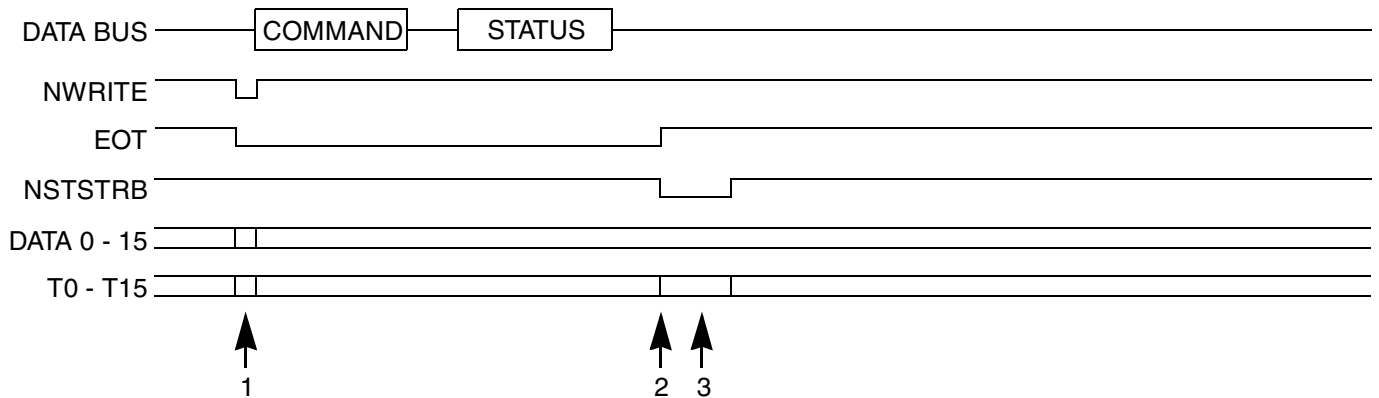 DATA BUS COMMAND STATUS
NWRITE
EOT
NSTSTRB
DATA 0 - 15
T0 - T15
1 2 3